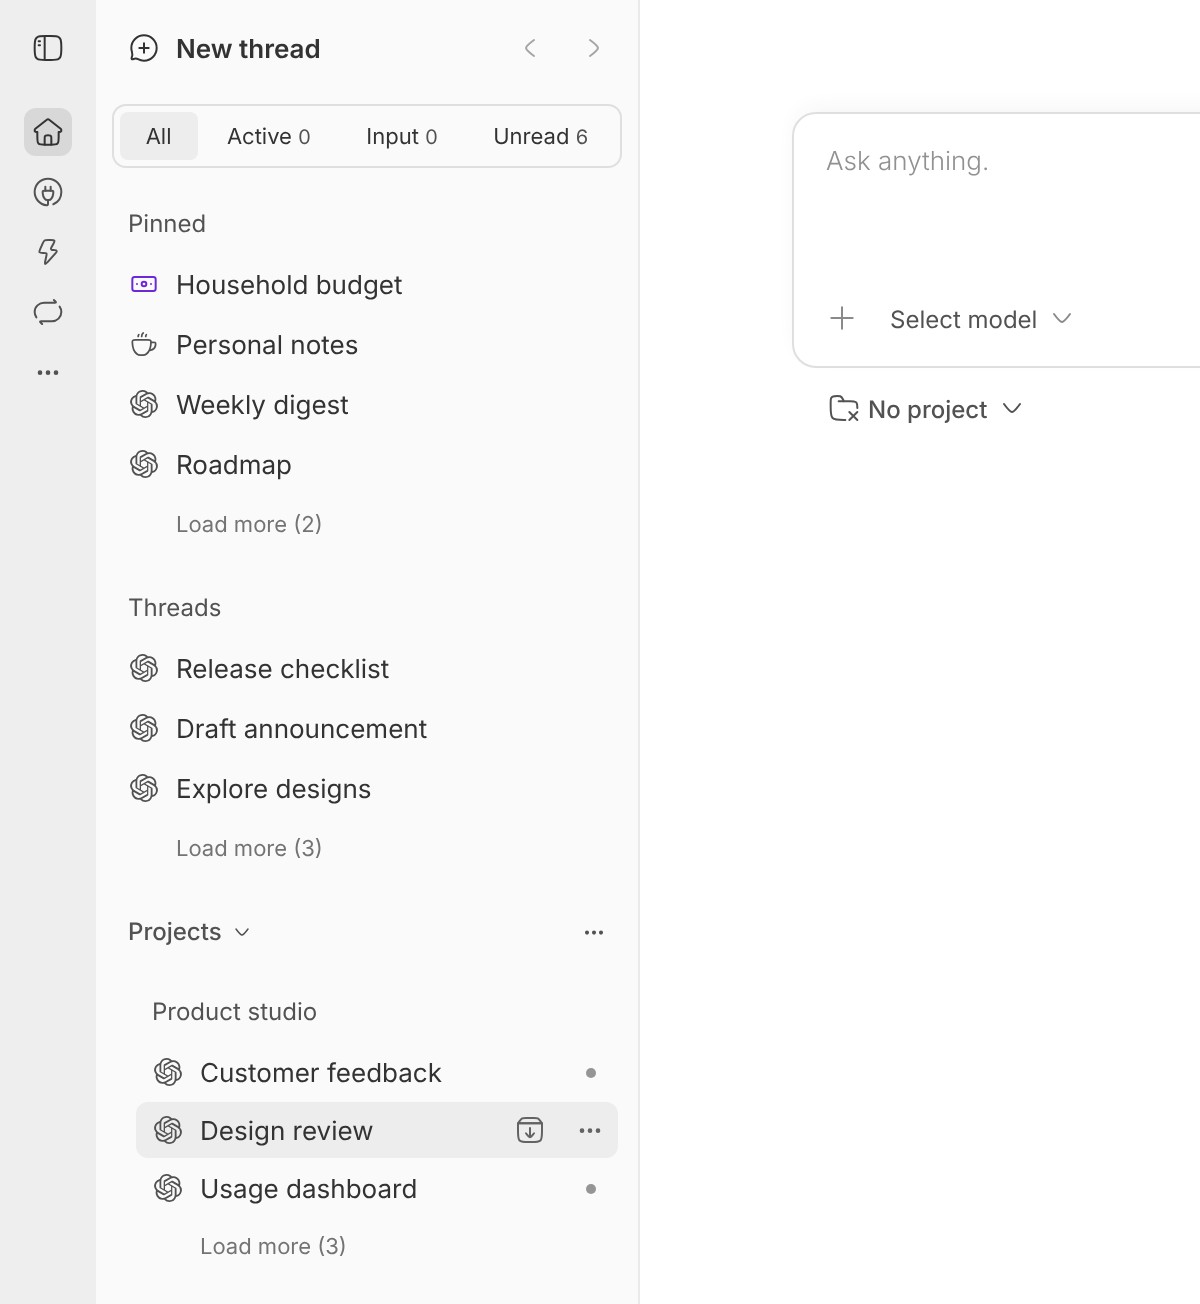 New thread
All Active 0 Input 0 Unread 6
Pinned
Household budget
Personal notes
Weekly digest
Roadmap
Load more (2)
Threads
Release checklist
Draft announcement
Explore designs
Load more (3)
Projects
Product studio
Customer feedback
Design review
Usage dashboard
Load more (3)
Ask anything.
Select model
No project